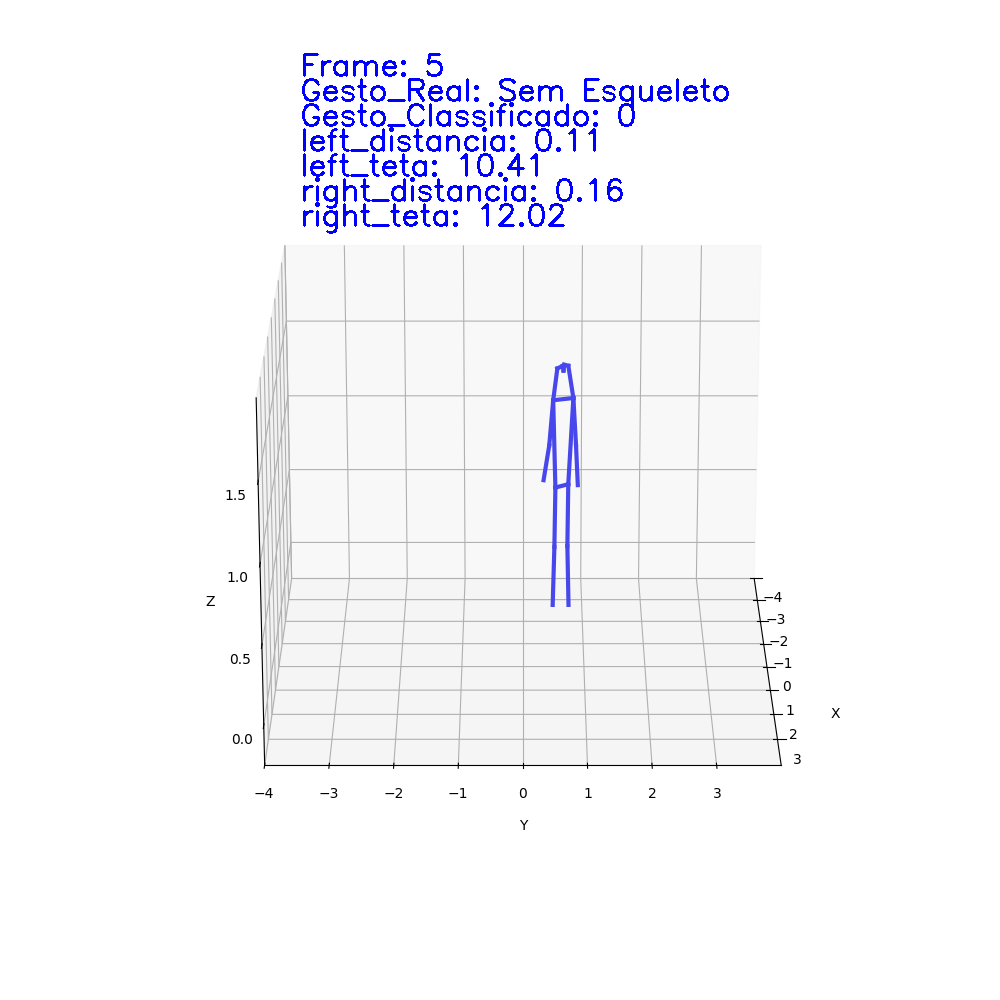 Frame: 5
Gesto_Real: Sem Esqueleto
Gesto_Classificado: 0
left_distancia: 0.11
left_teta: 10.41
right_distancia: 0.16
right_teta: 12.02
1.5
1.0
0.5
0.0
Z
−4
−3
−2
−1
0
1
2
3
X
−4 −3 −2 −1 0 1 2 3
Y